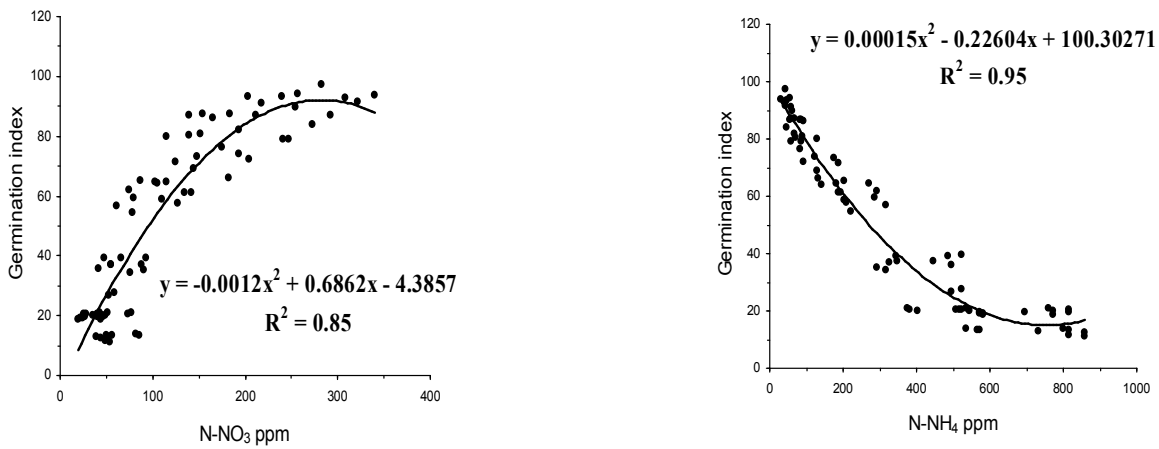 120
100
80
60
40
20
0
Germination index
y = -0.0012x² + 0.6862x - 4.3857
R² = 0.85
0 100 200 300 400
N-NO₃ ppm
120
100
80
60
40
20
0
Germination index
y = 0.00015x² - 0.22604x + 100.30271
R² = 0.95
0 200 400 600 800 1000
N-NH₄ ppm